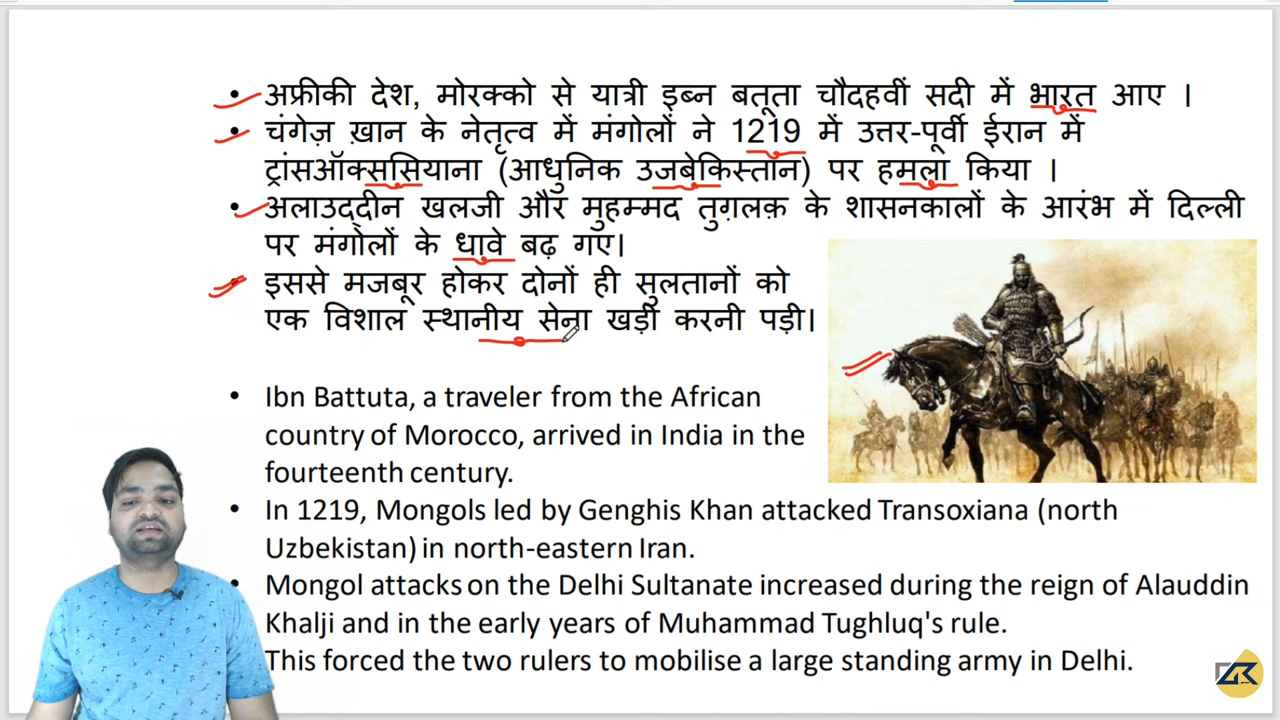 • अफ्रीकी देश, मोरक्को से यात्री इब्न बतूता चौदहवीं सदी में भारत आए ।
• चंगेज़ ख़ान के नेतृत्व में मंगोलों ने 1219 में उत्तर-पूर्वी ईरान में
ट्रांसऑक्ससियाना (आधुनिक उजबेकिस्तान) पर हमला किया ।
• अलाउद्दीन खलजी और मुहम्मद तुग़लक़ के शासनकालों के आरंभ में दिल्ली
पर मंगोलों के धावे बढ़ गए।
• इससे मजबूर होकर दोनों ही सुलतानों को
एक विशाल स्थानीय सेना खड़ी करनी पड़ी।
• Ibn Battuta, a traveler from the African
country of Morocco, arrived in India in the
fourteenth century.
• In 1219, Mongols led by Genghis Khan attacked Transoxiana (north
Uzbekistan) in north-eastern Iran.
• Mongol attacks on the Delhi Sultanate increased during the reign of Alauddin
Khalji and in the early years of Muhammad Tughluq's rule.
This forced the two rulers to mobilise a large standing army in Delhi.